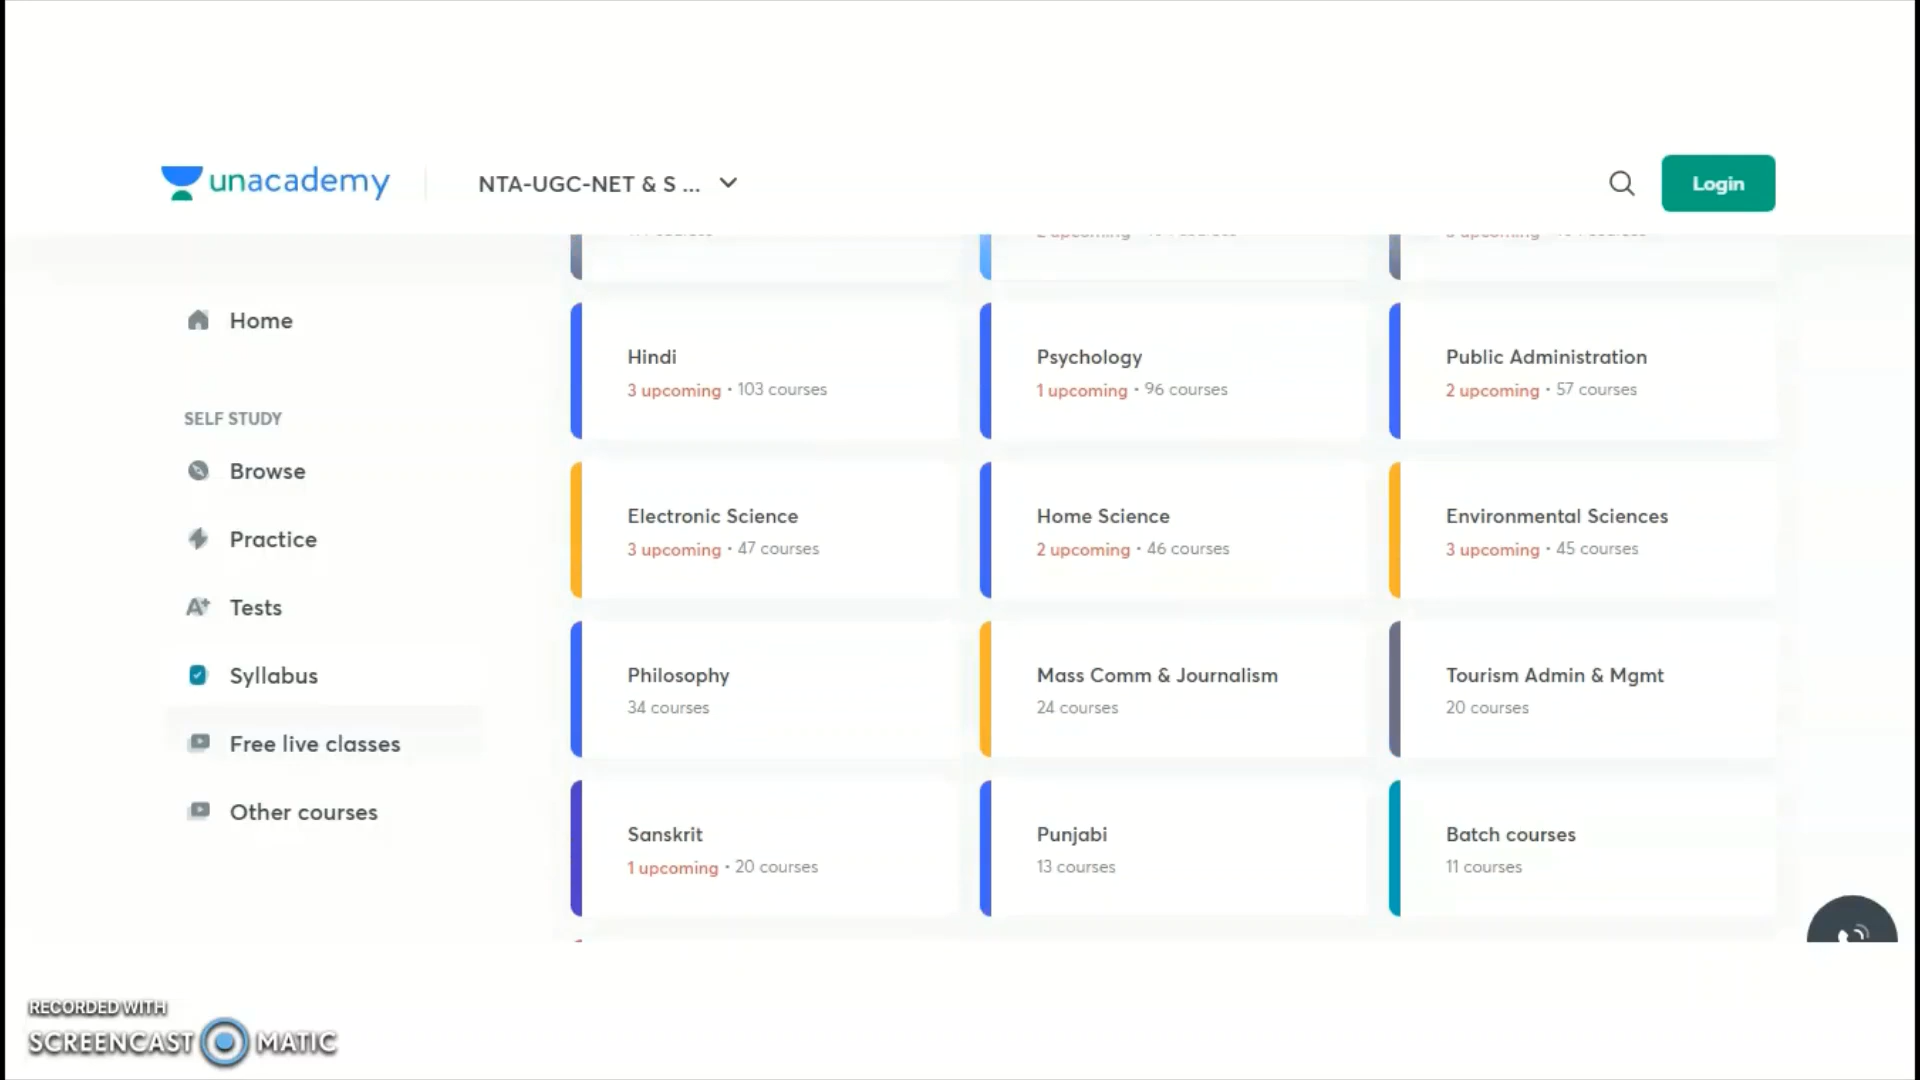 unacademy
NTA-UGC-NET & S ...
Login
Home
SELF STUDY
Browse
Practice
Tests
Syllabus
Free live classes
Other courses
Hindi
3 upcoming • 103 courses
Psychology
1 upcoming • 96 courses
Public Administration
2 upcoming • 57 courses
Electronic Science
3 upcoming • 47 courses
Home Science
2 upcoming • 46 courses
Environmental Sciences
3 upcoming • 45 courses
Philosophy
34 courses
Mass Comm & Journalism
24 courses
Tourism Admin & Mgmt
20 courses
Sanskrit
1 upcoming • 20 courses
Punjabi
13 courses
Batch courses
11 courses
RECORDED WITH
SCREENCAST MATIC